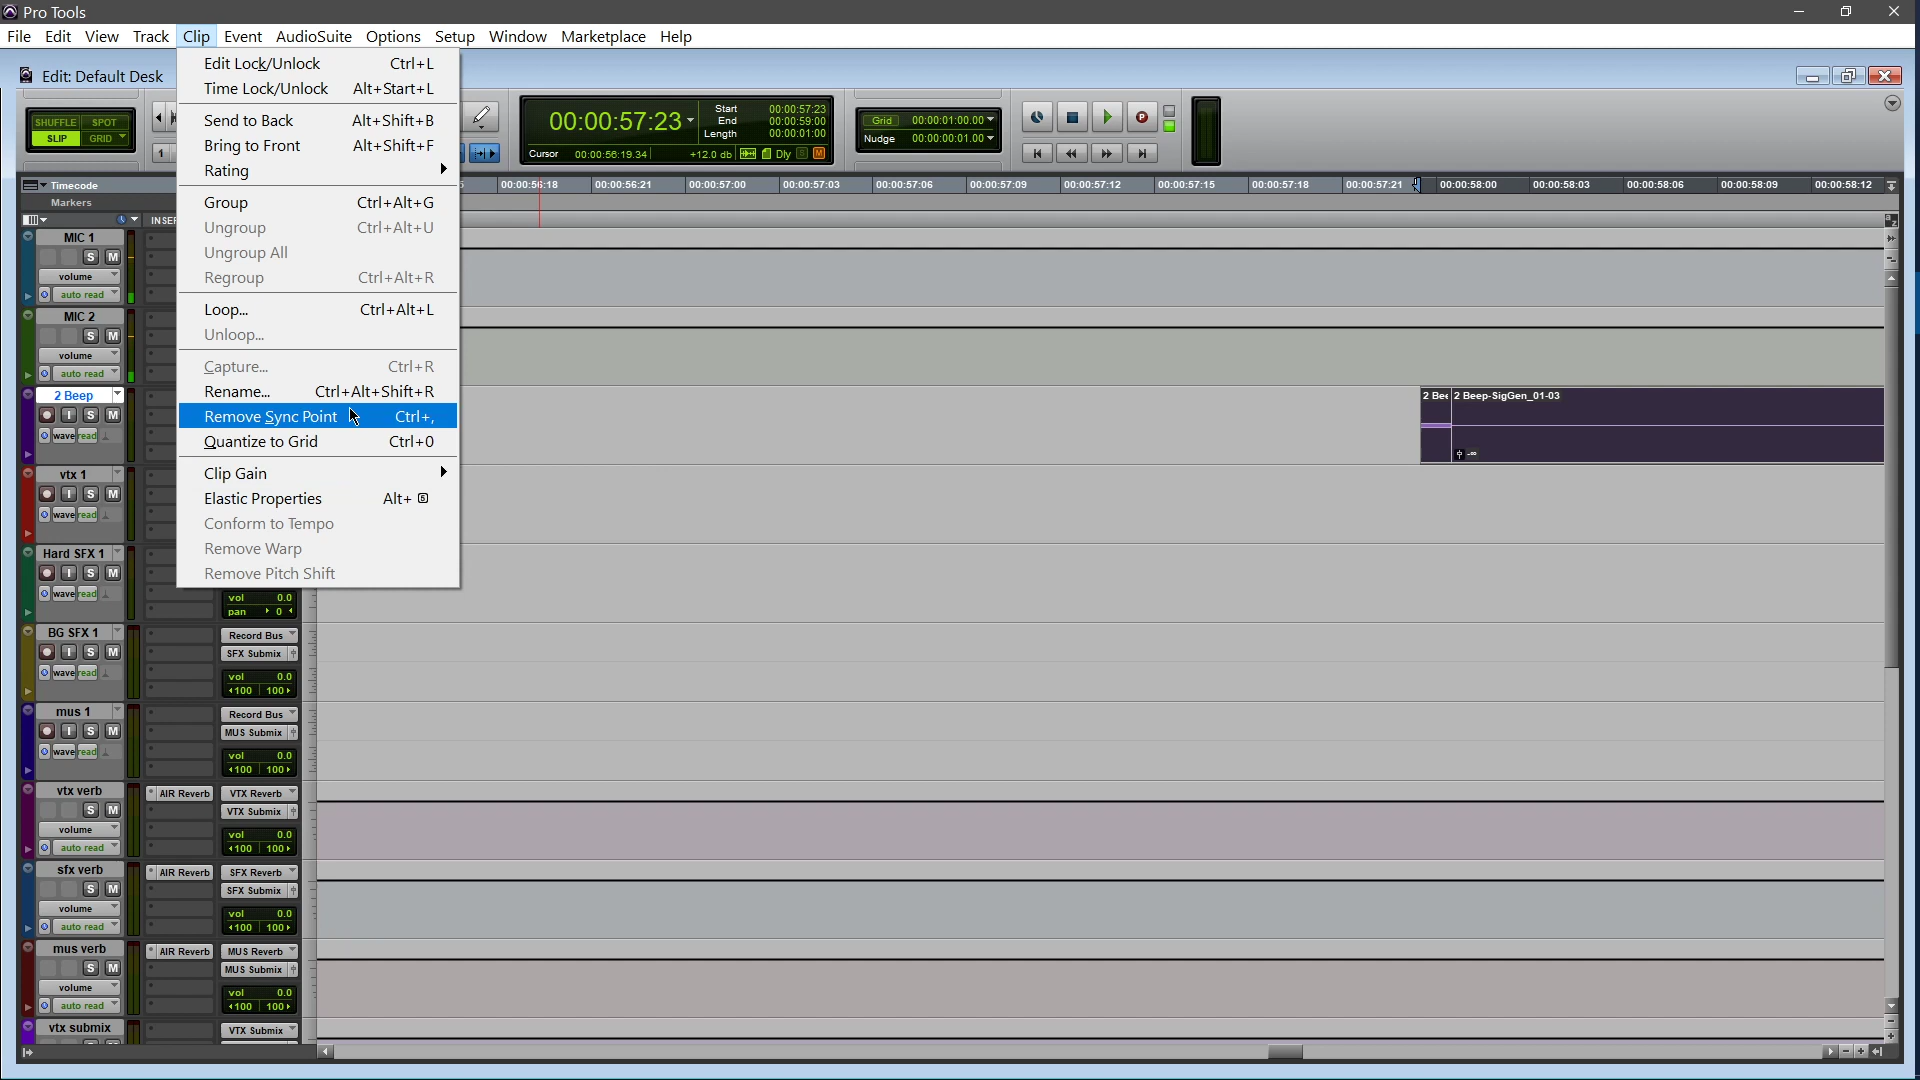 Pro Tools
File Edit View Track Clip Event AudioSuite Options Setup Window Marketplace Help
Edit: Default Desk
Edit Lock/Unlock Ctrl+L
Time Lock/Unlock Alt+Start+L
Send to Back Alt+Shift+B
Bring to Front Alt+Shift+F
Rating
Group Ctrl+Alt+G
Ungroup Ctrl+Alt+U
Ungroup All
Regroup Ctrl+Alt+R
Loop... Ctrl+Alt+L
Unloop...
Capture... Ctrl+R
Rename... Ctrl+Alt+Shift+R
Remove Sync Point Ctrl+,
Quantize to Grid Ctrl+0
Clip Gain
Elastic Properties Alt+ 5
Conform to Tempo
Remove Warp
Remove Pitch Shift
SHUFFLE SPOT
SLIP GRID
1
00:00:57:23
Start 00:00:57:23
End 00:00:59:00
Length 00:00:01:00
Cursor 00:00:56:19.34 +12.0 db Dly S M
Grid 00:00:01:00.00
Nudge 00:00:00:01.00
Timecode
00:00:56:18 00:00:56:21 00:00:57:00 00:00:57:03 00:00:57:06 00:00:57:09 00:00:57:12 00:00:57:15 00:00:57:18 00:00:57:21 00:00:58:00 00:00:58:03 00:00:58:06 00:00:58:09 00:00:58:12
Markers
INSER
MIC 1
S M
volume
auto read
MIC 2
S M
volume
auto read
2 Beep
I S M
wave read
2 Bee 2 Beep-SigGen_01-03
-∞
vtx 1
I S M
wave read
Hard SFX 1
I S M
wave read
vol 0.0
pan 0
BG SFX 1
I S M
wave read
Record Bus
SFX Submix
vol 0.0
100 100
mus 1
I S M
wave read
Record Bus
MUS Submix
vol 0.0
100 100
vtx verb
S M
volume
auto read
AIR Reverb VTX Reverb
VTX Submix
vol 0.0
100 100
sfx verb
S M
volume
auto read
AIR Reverb SFX Reverb
SFX Submix
vol 0.0
100 100
mus verb
S M
volume
auto read
AIR Reverb MUS Reverb
MUS Submix
vol 0.0
100 100
vtx submix
VTX Submix